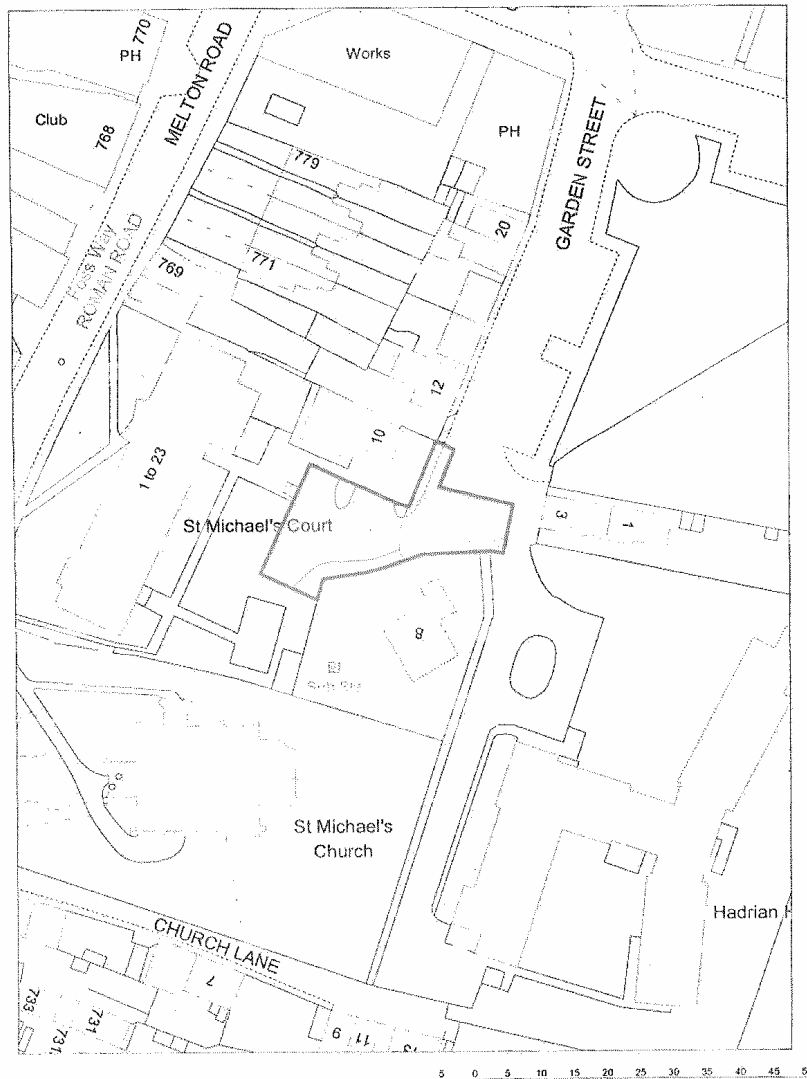 770
PH
MELTON ROAD
Works
Club
768
PH
GARDEN STREET
779
20
Foss Way
ROMAN ROAD
769
771
12
10
1 to 23
St Michael's Court
3
1
8
St Michael's
Church
Hadrian H
CHURCH LANE
7
733
731
731
9
11
5 0 5 10 15 20 25 30 35 40 45